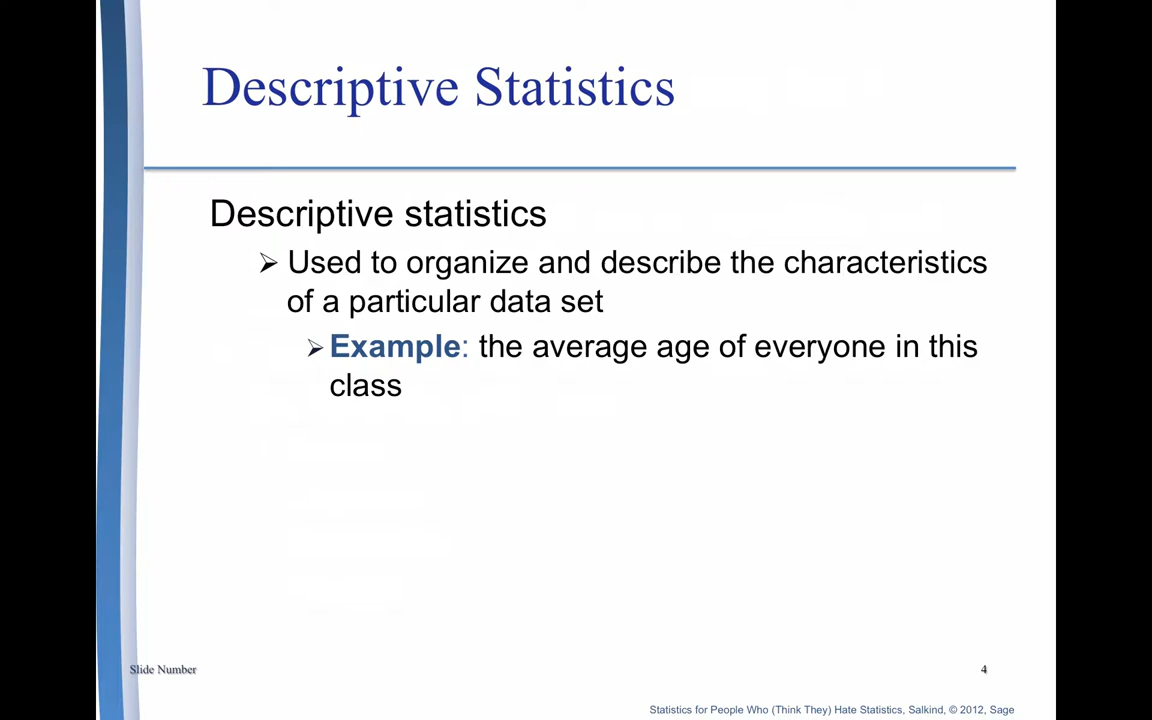 Descriptive Statistics
Descriptive statistics
Used to organize and describe the characteristics
of a particular data set
Example: the average age of everyone in this
class
Slide Number
4
Statistics for People Who (Think They) Hate Statistics, Salkind, © 2012, Sage